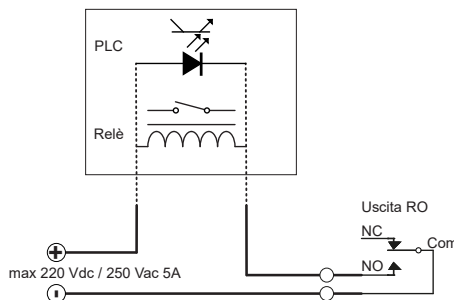 PLC
Relè
Uscita RO
NC
Com
NO
max 220 Vdc / 250 Vac 5A